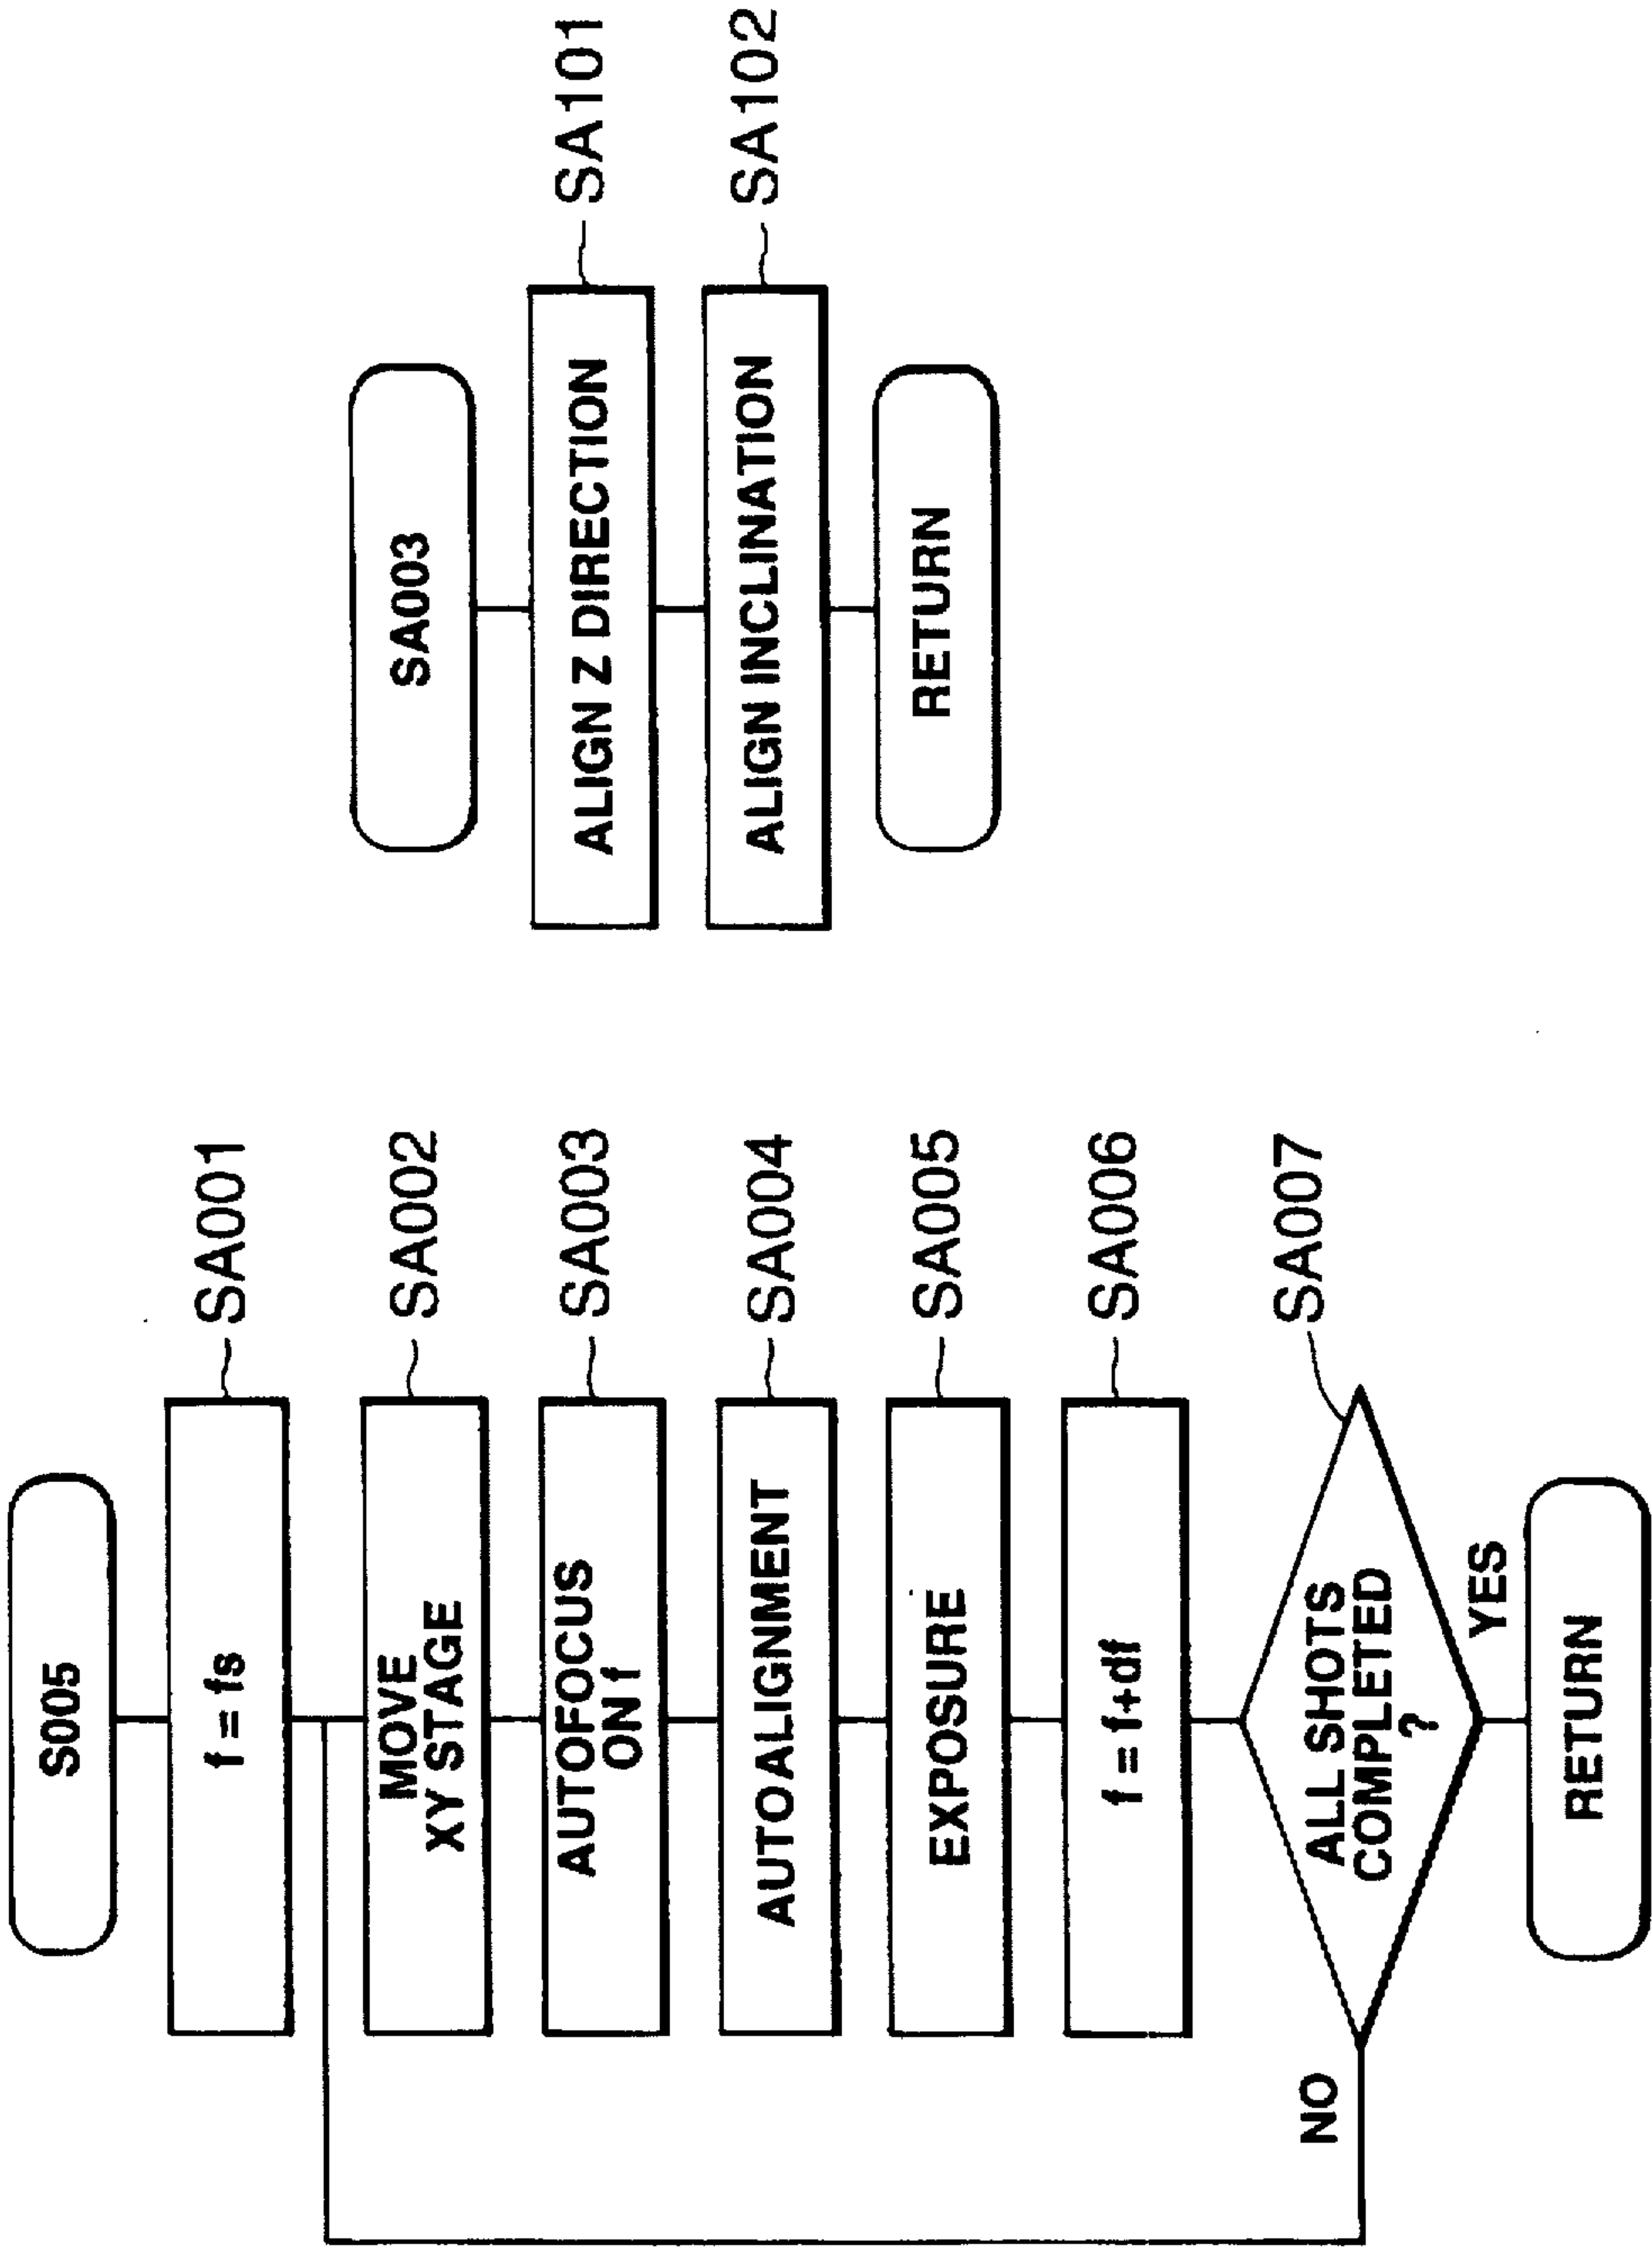 S005
f = fs
SA001
MOVE
XY STAGE
SA002
AUTOFOCUS
ON f
SA003
AUTOALIGNMENT
SA004
EXPOSURE
SA005
f = f+df
SA006
ALL SHOTS
COMPLETED
?
SA007
NO
YES
RETURN
SA003
ALIGN Z DIRECTION
SA101
ALIGN INCLINATION
SA102
RETURN